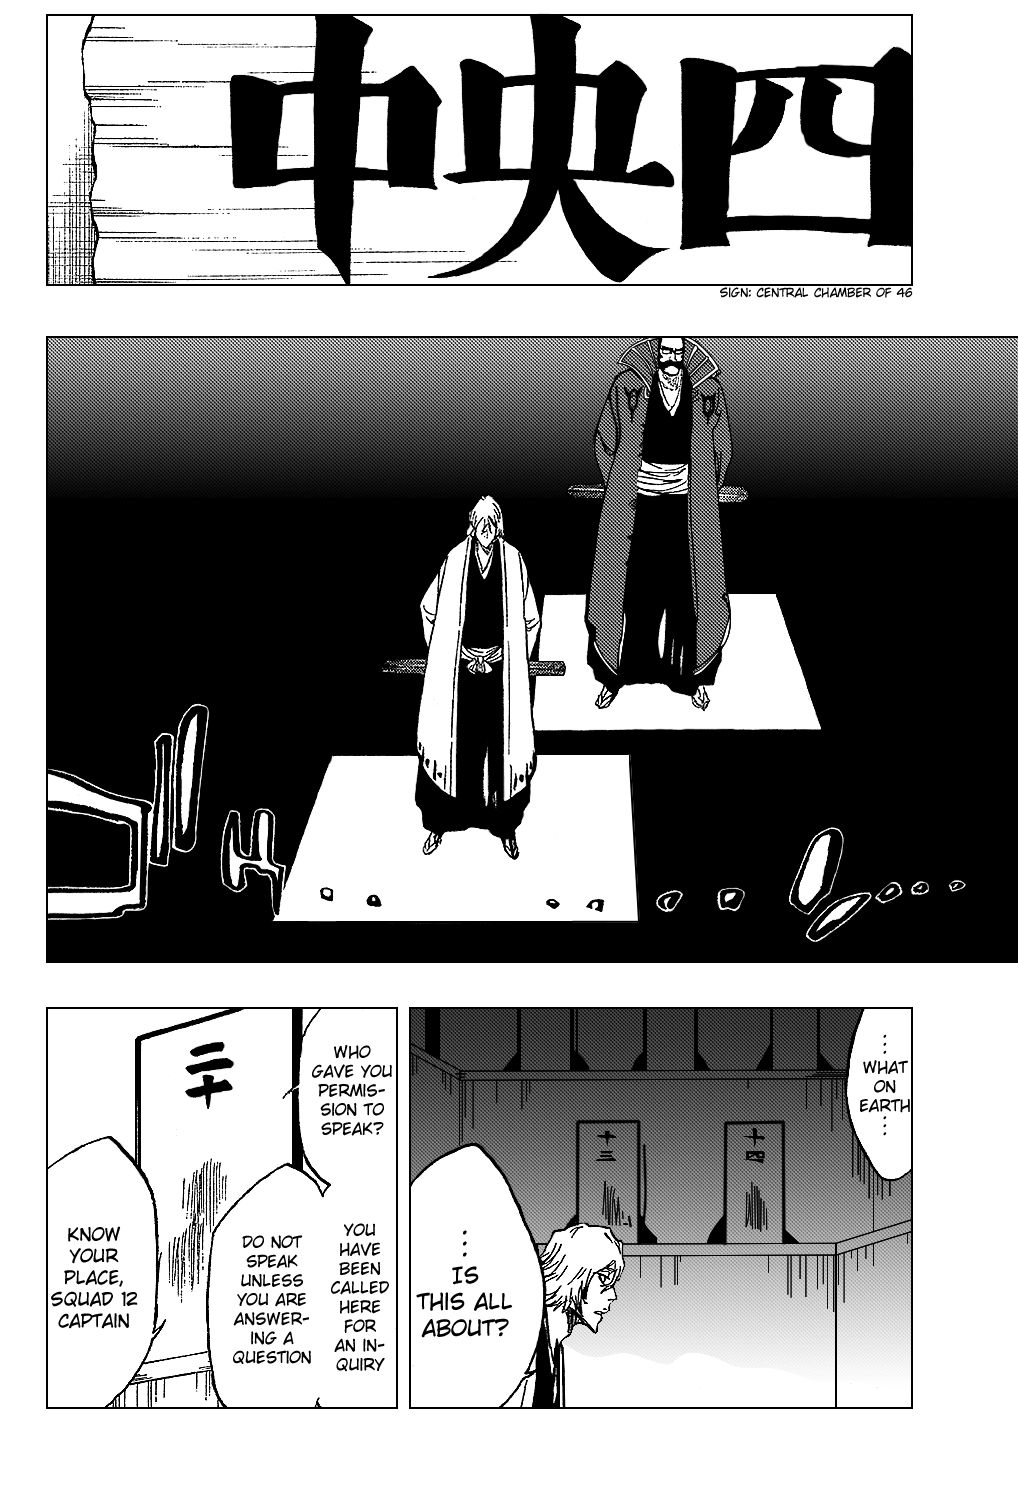 中央四
SIGN: CENTRAL CHAMBER OF 46
...
WHAT
ON
EARTH
...
十四
十三
...
IS
THIS ALL
ABOUT?
WHO
GAVE YOU
PERMIS-
SION TO
SPEAK?
二十
YOU
HAVE
BEEN
CALLED
HERE
FOR
AN IN-
QUIRY
DO NOT
SPEAK
UNLESS
YOU ARE
ANSWER-
ING A
QUESTION
KNOW
YOUR
PLACE,
SQUAD 12
CAPTAIN